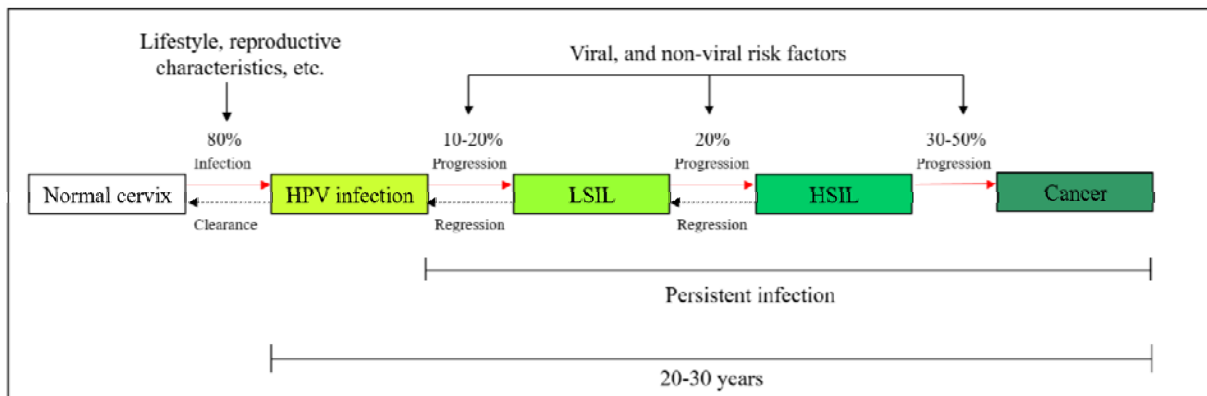 Lifestyle, reproductive
characteristics, etc.
Viral, and non-viral risk factors
80%
10-20%
20%
30-50%
Infection
Progression
Progression
Progression
Normal cervix
HPV infection
LSIL
HSIL
Cancer
Clearance
Regression
Regression
Persistent infection
20-30 years